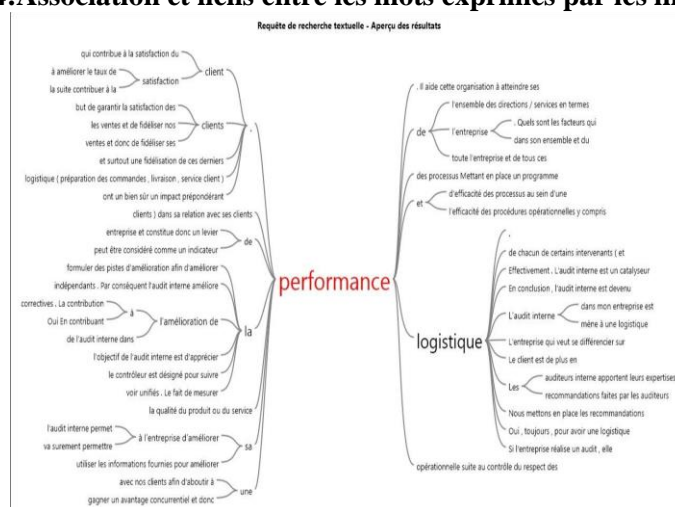 4.Association et liens entre les mots exprimés par les
Requête de recherche textuelle - Aperçu des résultats
qui contribue à la satisfaction du
à améliorer le taux de
la suite contribuer à la
satisfaction
client
but de garantir la satisfaction des
les ventes et de fidéliser nos
ventes et donc de fidéliser ses
clients
,
et surtout une fidélisation de ces derniers
logistique ( préparation des commandes , livraison , service client )
ont un bien sûr un impact prépondérant
clients ) dans sa relation avec ses clients
entreprise et constitue donc un levier
peut être considéré comme un indicateur
de
formuler des pistes d'amélioration afin d'améliorer
indépendants . Par conséquent l'audit interne améliore
correctives . La contribution
Oui En contribuant
à
de l'audit interne dans
l'amélioration de
la
l'objectif de l'audit interne est d'apprécier
le contrôleur est désigné pour suivre
voir unifiés . Le fait de mesurer
la qualité du produit ou du service
l'audit interne permet
va surement permettre
à l'entreprise d'améliorer
sa
utiliser les informations fournies pour améliorer
avec nos clients afin d'aboutir à
gagner un avantage concurrentiel et donc
une
performance
. Il aide cette organisation à atteindre ses
de
l'ensemble des directions / services en termes
l'entreprise
. Quels sont les facteurs qui
dans son ensemble et du
toute l'entreprise et de tous ces
des processus Mettant en place un programme
et
d'efficacité des processus au sein d'une
l'efficacité des procédures opérationnelles y compris
logistique
,
de chacun de certains intervenants ( et
Effectivement . L'audit interne est un catalyseur
En conclusion , l'audit interne est devenu
L'audit interne
dans mon entreprise est
mène à une logistique
L'entreprise qui veut se différencier sur
Le client est de plus en
Les
auditeurs interne apportent leurs expertises
recommandations faites par les auditeurs
Nous mettons en place les recommandations
Oui , toujours , pour avoir une logistique
Si l'entreprise réalise un audit , elle
opérationnelle suite au contrôle du respect des